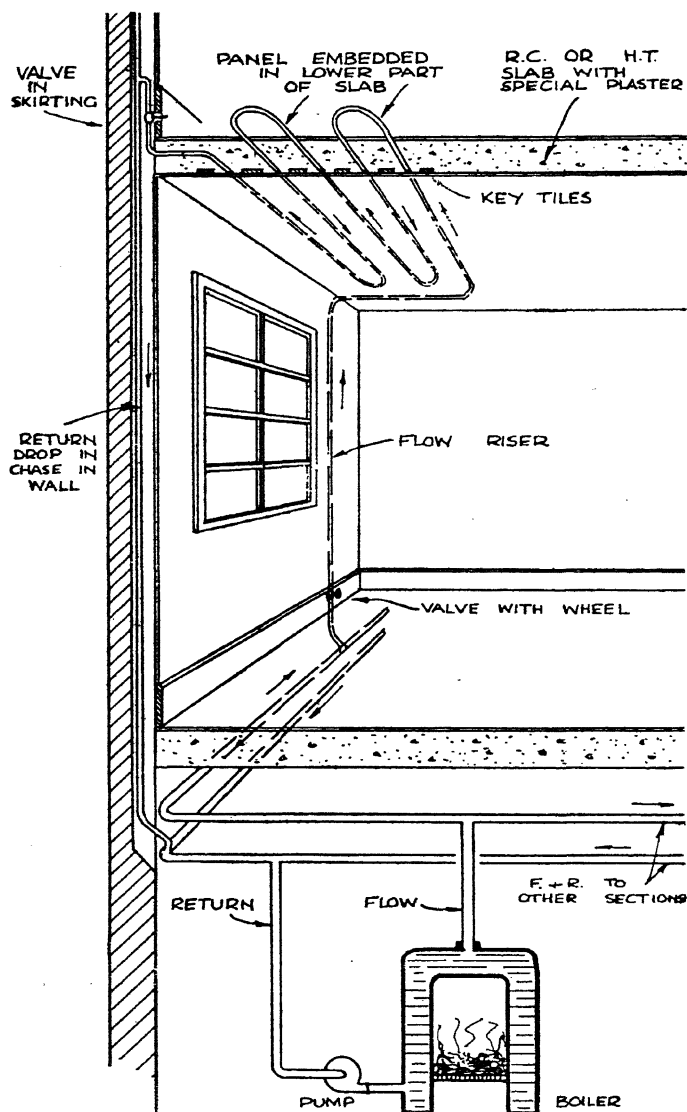 VALVE
IN
SKIRTING
PANEL EMBEDDED
IN LOWER PART
OF SLAB
R.C. OR H.T.
SLAB WITH
SPECIAL PLASTER
KEY TILES
RETURN
DROP IN
CHASE IN
WALL
FLOW RISER
VALVE WITH WHEEL
F. + R. TO
OTHER SECTIONS
RETURN
FLOW
PUMP
BOILER